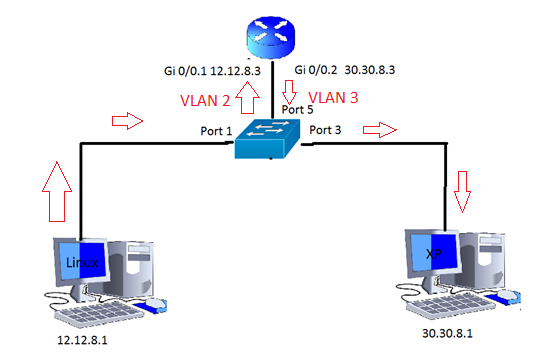 Gi 0/0.1 12.12.8.3
Gi 0/0.2 30.30.8.3
VLAN 2
VLAN 3
Port 5
Port 1
Port 3
Linux
XP
12.12.8.1
30.30.8.1